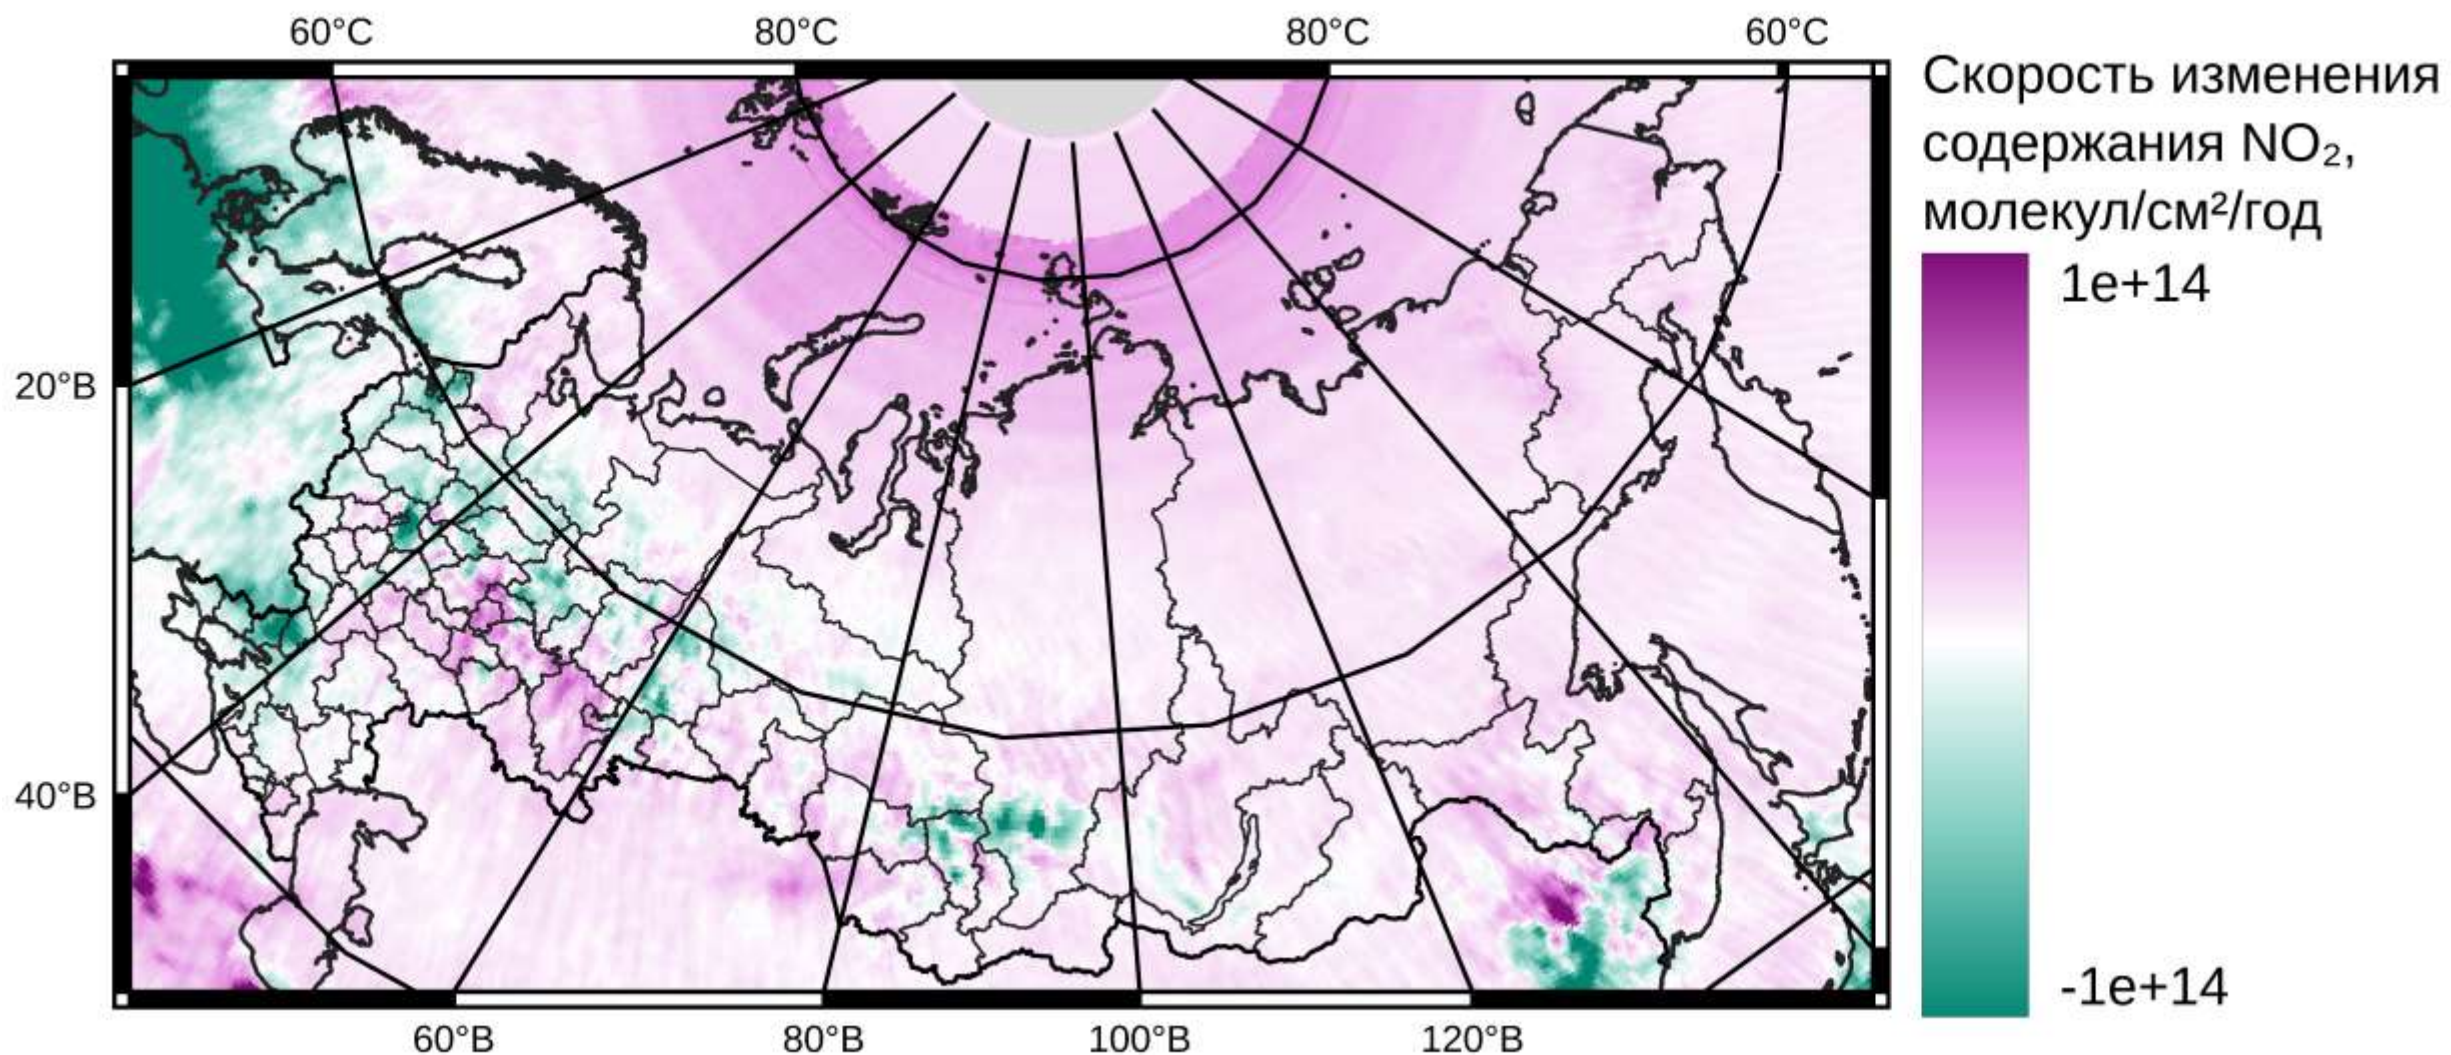 60°С 80°С 80°С 60°С
Скорость изменения
содержания NO₂,
молекул/см²/год
1e+14
20°В
40°В
-1e+14
60°В 80°В 100°В 120°В